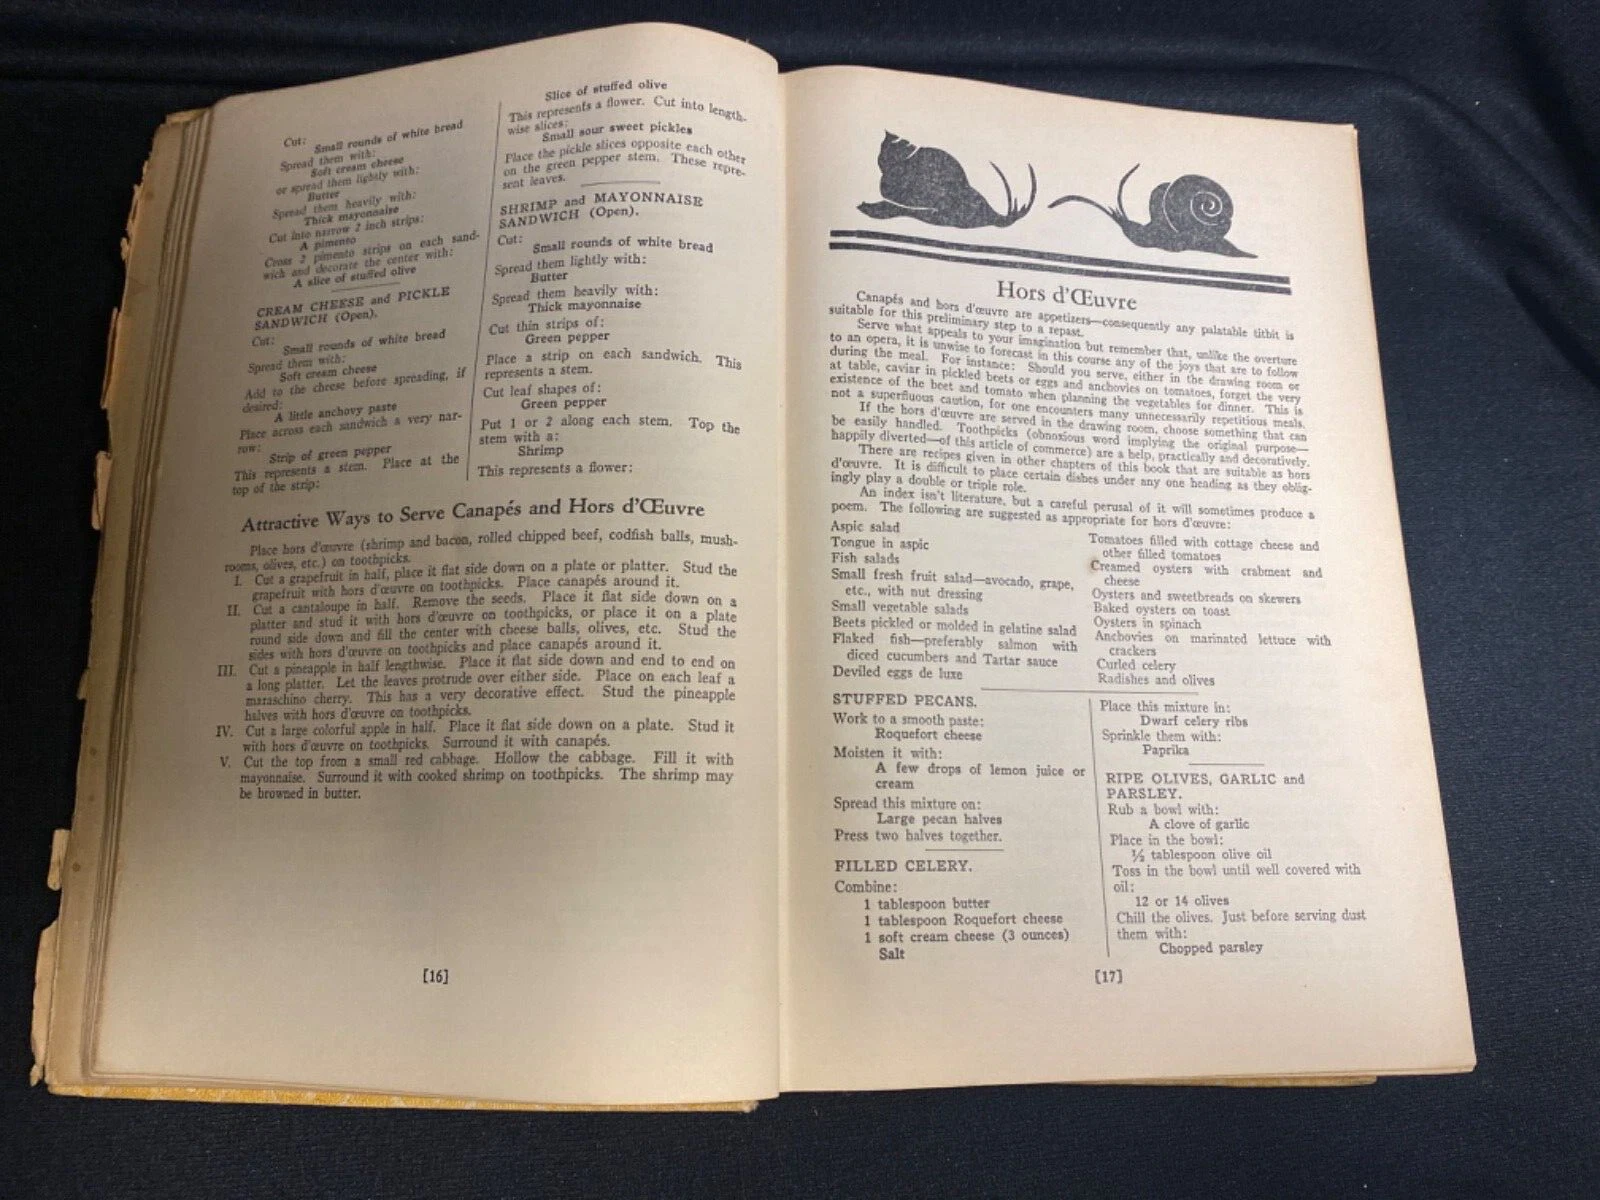 Cut:
Small rounds of white bread
Spread them with:
Soft cream cheese
or spread them lightly with:
Butter
Spread them heavily with:
Thick mayonnaise
Cut into narrow 2 inch strips:
A pimento
Cross 2 pimento strips on each sand-
wich and decorate the center with:
A slice of stuffed olive
CREAM CHEESE and PICKLE
SANDWICH (Open).
Cut:
Small rounds of white bread
Spread them with:
Soft cream cheese
Add to the cheese before spreading, if
desired:
A little anchovy paste
Place across each sandwich a very nar-
row:
Strip of green pepper
This represents a stem. Place at the
top of the strip:
Slice of stuffed olive
This represents a flower. Cut into length-
wise slices:
Small sour sweet pickles
Place the pickle slices opposite each other
on the green pepper stem. These repre-
sent leaves.
SHRIMP and MAYONNAISE
SANDWICH (Open).
Cut:
Small rounds of white bread
Spread them lightly with:
Butter
Spread them heavily with:
Thick mayonnaise
Cut thin strips of:
Green pepper
Place a strip on each sandwich. This
represents a stem.
Cut leaf shapes of:
Green pepper
Put 1 or 2 along each stem. Top the
stem with a:
Shrimp
This represents a flower:
Attractive Ways to Serve Canapés and Hors d'Œuvre
Place hors d'œuvre (shrimp and bacon, rolled chipped beef, codfish balls, mush-
rooms, olives, etc.) on toothpicks.
I. Cut a grapefruit in half, place it flat side down on a plate or platter. Stud the
grapefruit with hors d'œuvre on toothpicks. Place canapés around it.
II. Cut a cantaloupe in half. Remove the seeds. Place it flat side down on a
platter and stud it with hors d'œuvre on toothpicks, or place it on a plate
round side down and fill the center with cheese balls, olives, etc. Stud the
sides with hors d'œuvre on toothpicks and place canapés around it.
III. Cut a pineapple in half lengthwise. Place it flat side down and end to end on
a long platter. Let the leaves protrude over either side. Place on each leaf a
maraschino cherry. This has a very decorative effect. Stud the pineapple
halves with hors d'œuvre on toothpicks.
IV. Cut a large colorful apple in half. Place it flat side down on a plate. Stud it
with hors d'œuvre on toothpicks. Surround it with canapés.
V. Cut the top from a small red cabbage. Hollow the cabbage. Fill it with
mayonnaise. Surround it with cooked shrimp on toothpicks. The shrimp may
be browned in butter.
[16]
Hors d'Œuvre
Canapés and hors d'œuvre are appetizers—consequently any palatable titbit is
suitable for this preliminary step to a repast.
Serve what appeals to your imagination but remember that, unlike the overture
to an opera, it is unwise to forecast in this course any of the joys that are to follow
during the meal. For instance: Should you serve, either in the drawing room or
at table, caviar in pickled beets or eggs and anchovies on tomatoes, forget the very
existence of the beet and tomato when planning the vegetables for dinner. This is
not a superfluous caution, for one encounters many unnecessarily repetitious meals.
If the hors d'œuvre are served in the drawing room, choose something that can
be easily handled. Toothpicks (obnoxious word implying the original purpose—
happily diverted—of this article of commerce) are a help, practically and decoratively.
There are recipes given in other chapters of this book that are suitable as hors
d'œuvre. It is difficult to place certain dishes under any one heading as they oblig-
ingly play a double or triple role.
An index isn't literature, but a careful perusal of it will sometimes produce a
poem. The following are suggested as appropriate for hors d'œuvre:
Aspic salad
Tongue in aspic
Fish salads
Small fresh fruit salad—avocado, grape,
etc., with nut dressing
Small vegetable salads
Beets pickled or molded in gelatine salad
Flaked fish—preferably salmon with
diced cucumbers and Tartar sauce
Deviled eggs de luxe
Tomatoes filled with cottage cheese and
other filled tomatoes
Creamed oysters with crabmeat and
cheese
Oysters and sweetbreads on skewers
Baked oysters on toast
Oysters in spinach
Anchovies on marinated lettuce with
crackers
Curled celery
Radishes and olives
STUFFED PECANS.
Work to a smooth paste:
Roquefort cheese
Moisten it with:
A few drops of lemon juice or
cream
Spread this mixture on:
Large pecan halves
Press two halves together.
FILLED CELERY.
Combine:
1 tablespoon butter
1 tablespoon Roquefort cheese
1 soft cream cheese (3 ounces)
Salt
Place this mixture in:
Dwarf celery ribs
Sprinkle them with:
Paprika
RIPE OLIVES, GARLIC and
PARSLEY.
Rub a bowl with:
A clove of garlic
Place in the bowl:
½ tablespoon olive oil
Toss in the bowl until well covered with
oil:
12 or 14 olives
Chill the olives. Just before serving dust
them with:
Chopped parsley
[17]